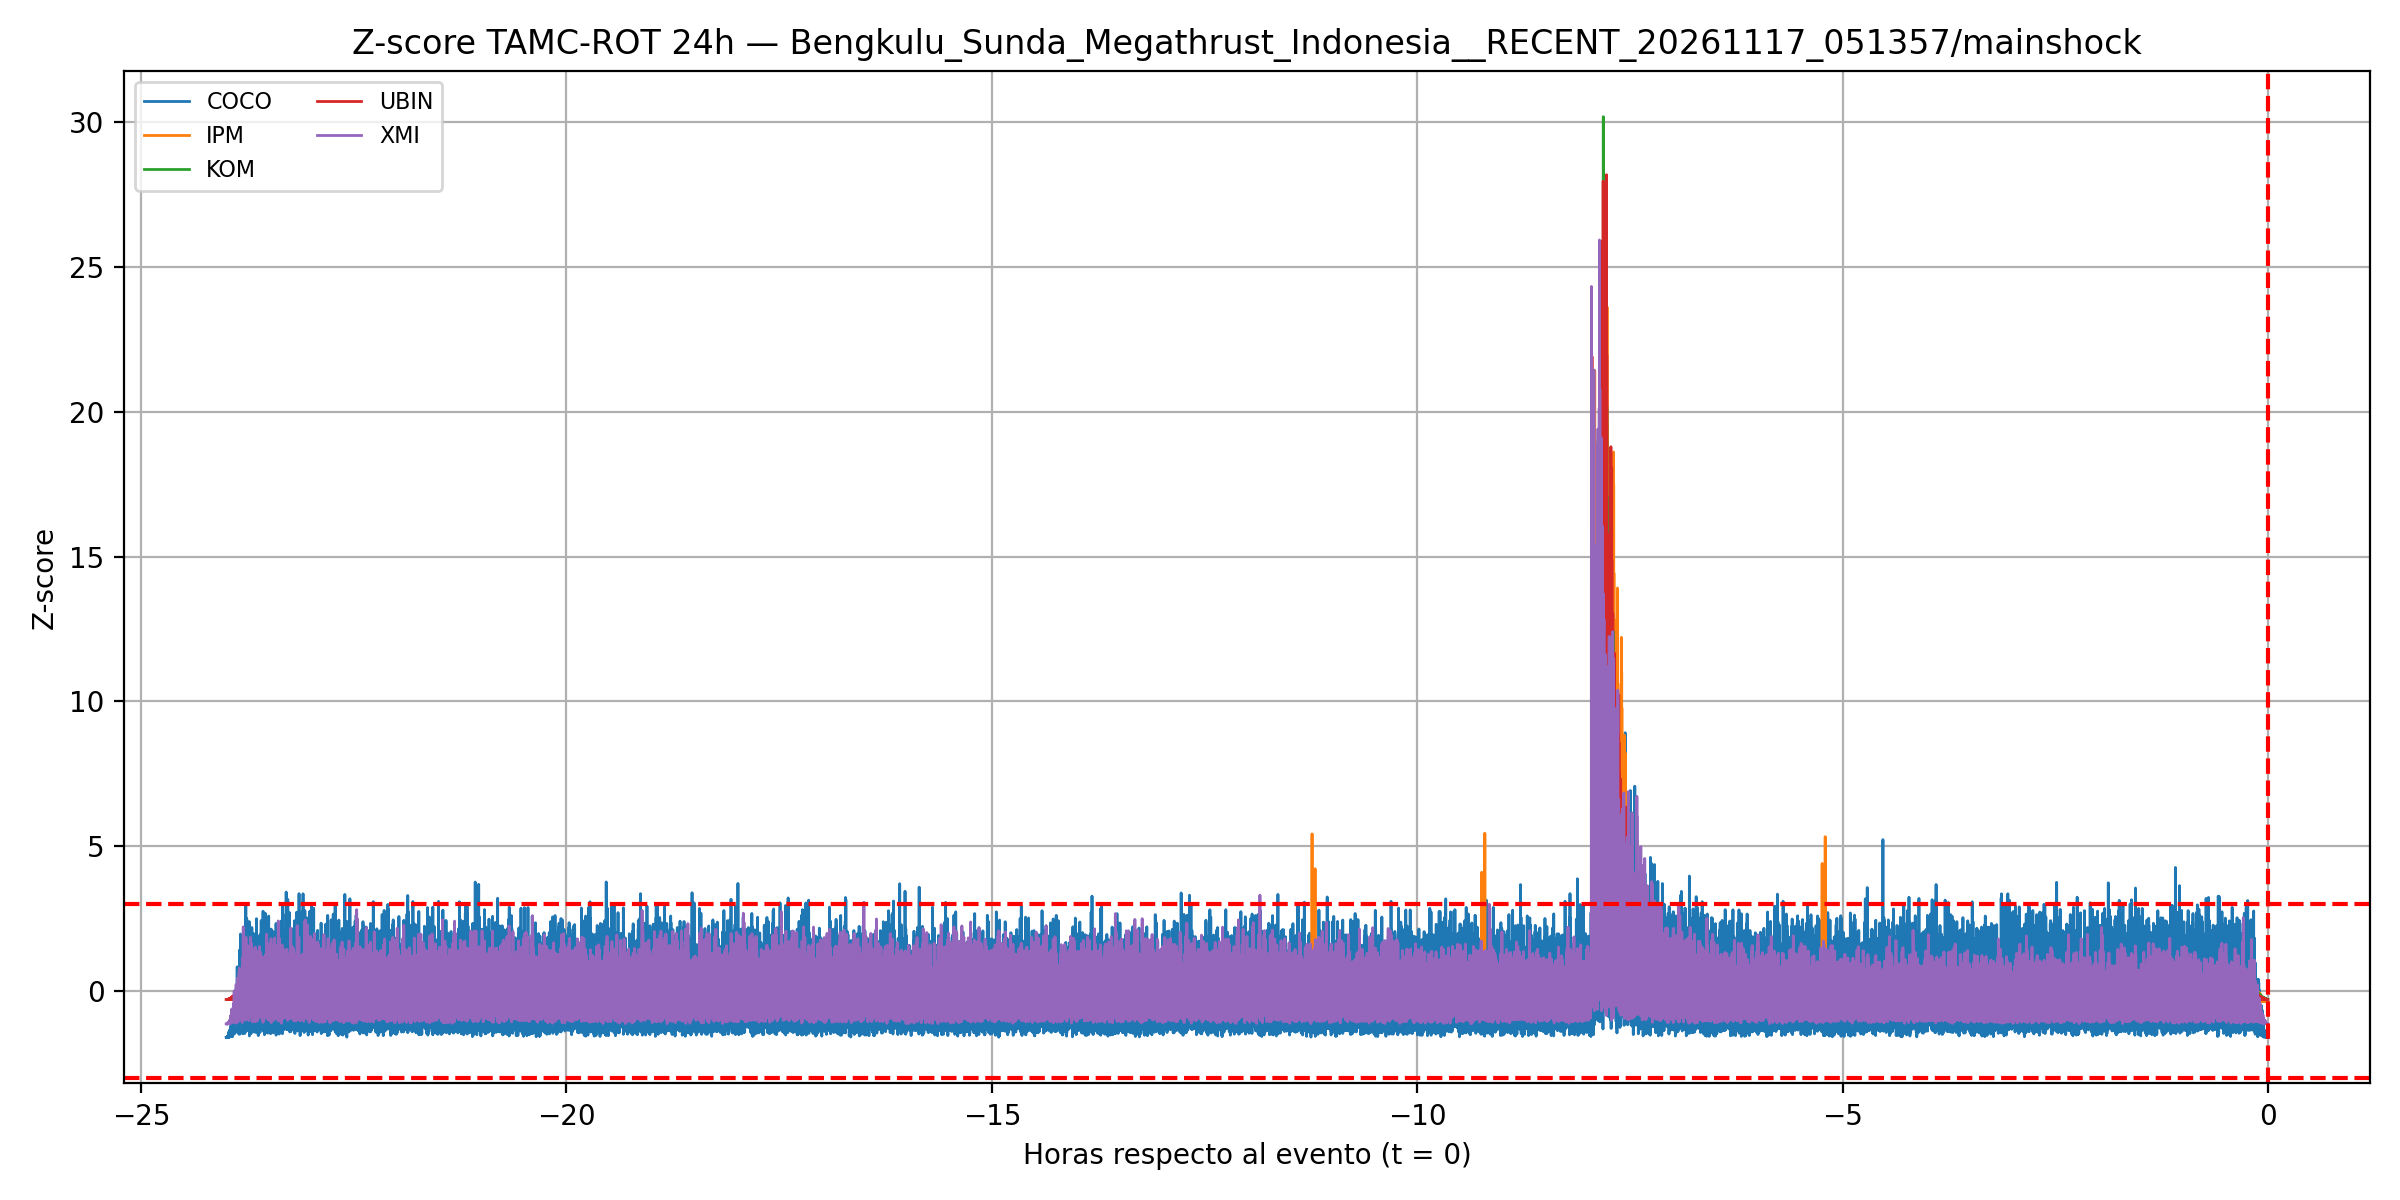 Z-score TAMC-ROT 24h — Bengkulu_Sunda_Megathrust_Indonesia__RECENT_20261117_051357/mainshock
COCO
IPM
KOM
UBIN
XMI
30
25
20
15
10
5
0
Z-score
−25
−20
−15
−10
−5
0
Horas respecto al evento (t = 0)